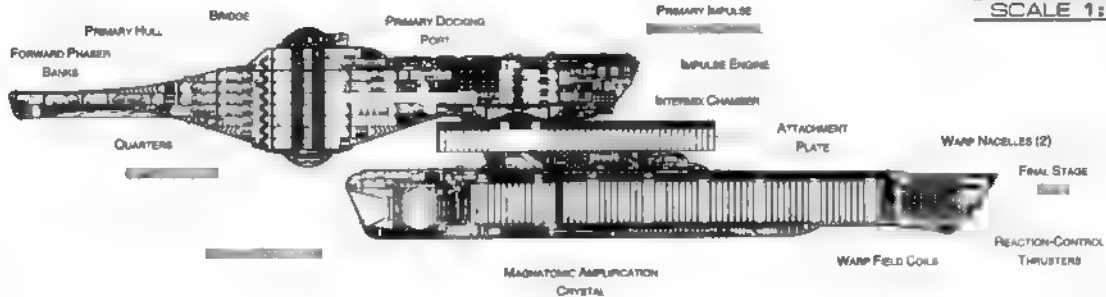 SCALE 1:
BRIDGE
PRIMARY IMPULSE
PRIMARY HULL
PRIMARY DOCKING
PORT
FORWARD PHASER
BANKS
IMPULSE ENGINE
INTERMIX CHAMBER
QUARTERS
ATTACHMENT
PLATE
WARP NACELLES (2)
FINAL STAGE
REACTION-CONTROL
THRUSTERS
WARP FIELD COILS
MAGNATOMIC AMPLIFICATION
CRYSTAL